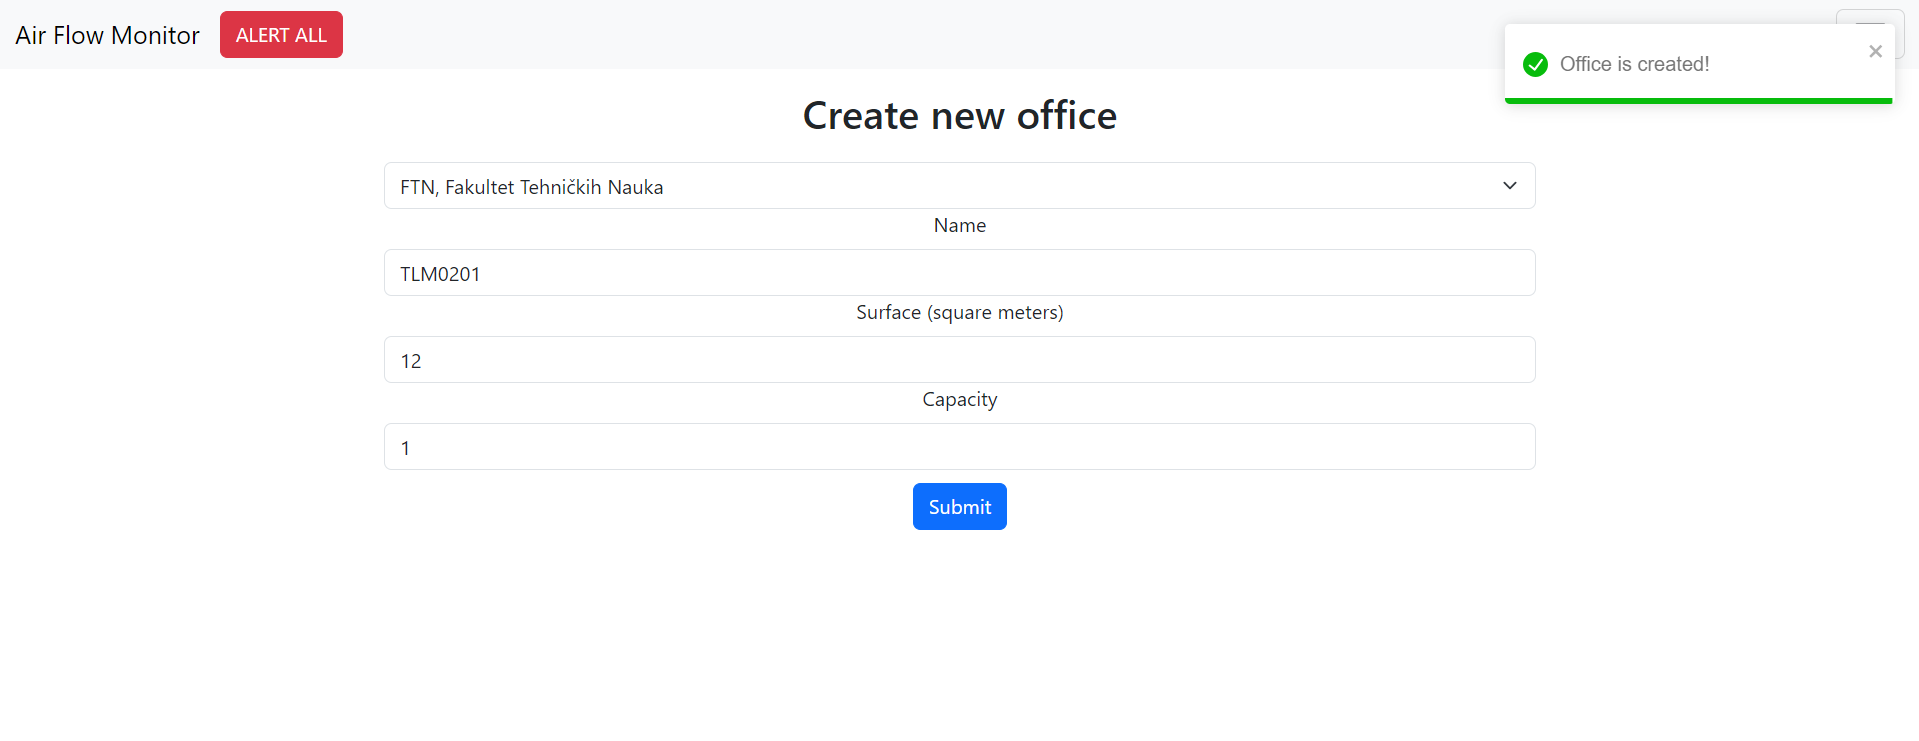 Air Flow Monitor
ALERT ALL
Office is created!
Create new office
FTN, Fakultet Tehničkih Nauka
Name
TLM0201
Surface (square meters)
12
Capacity
1
Submit